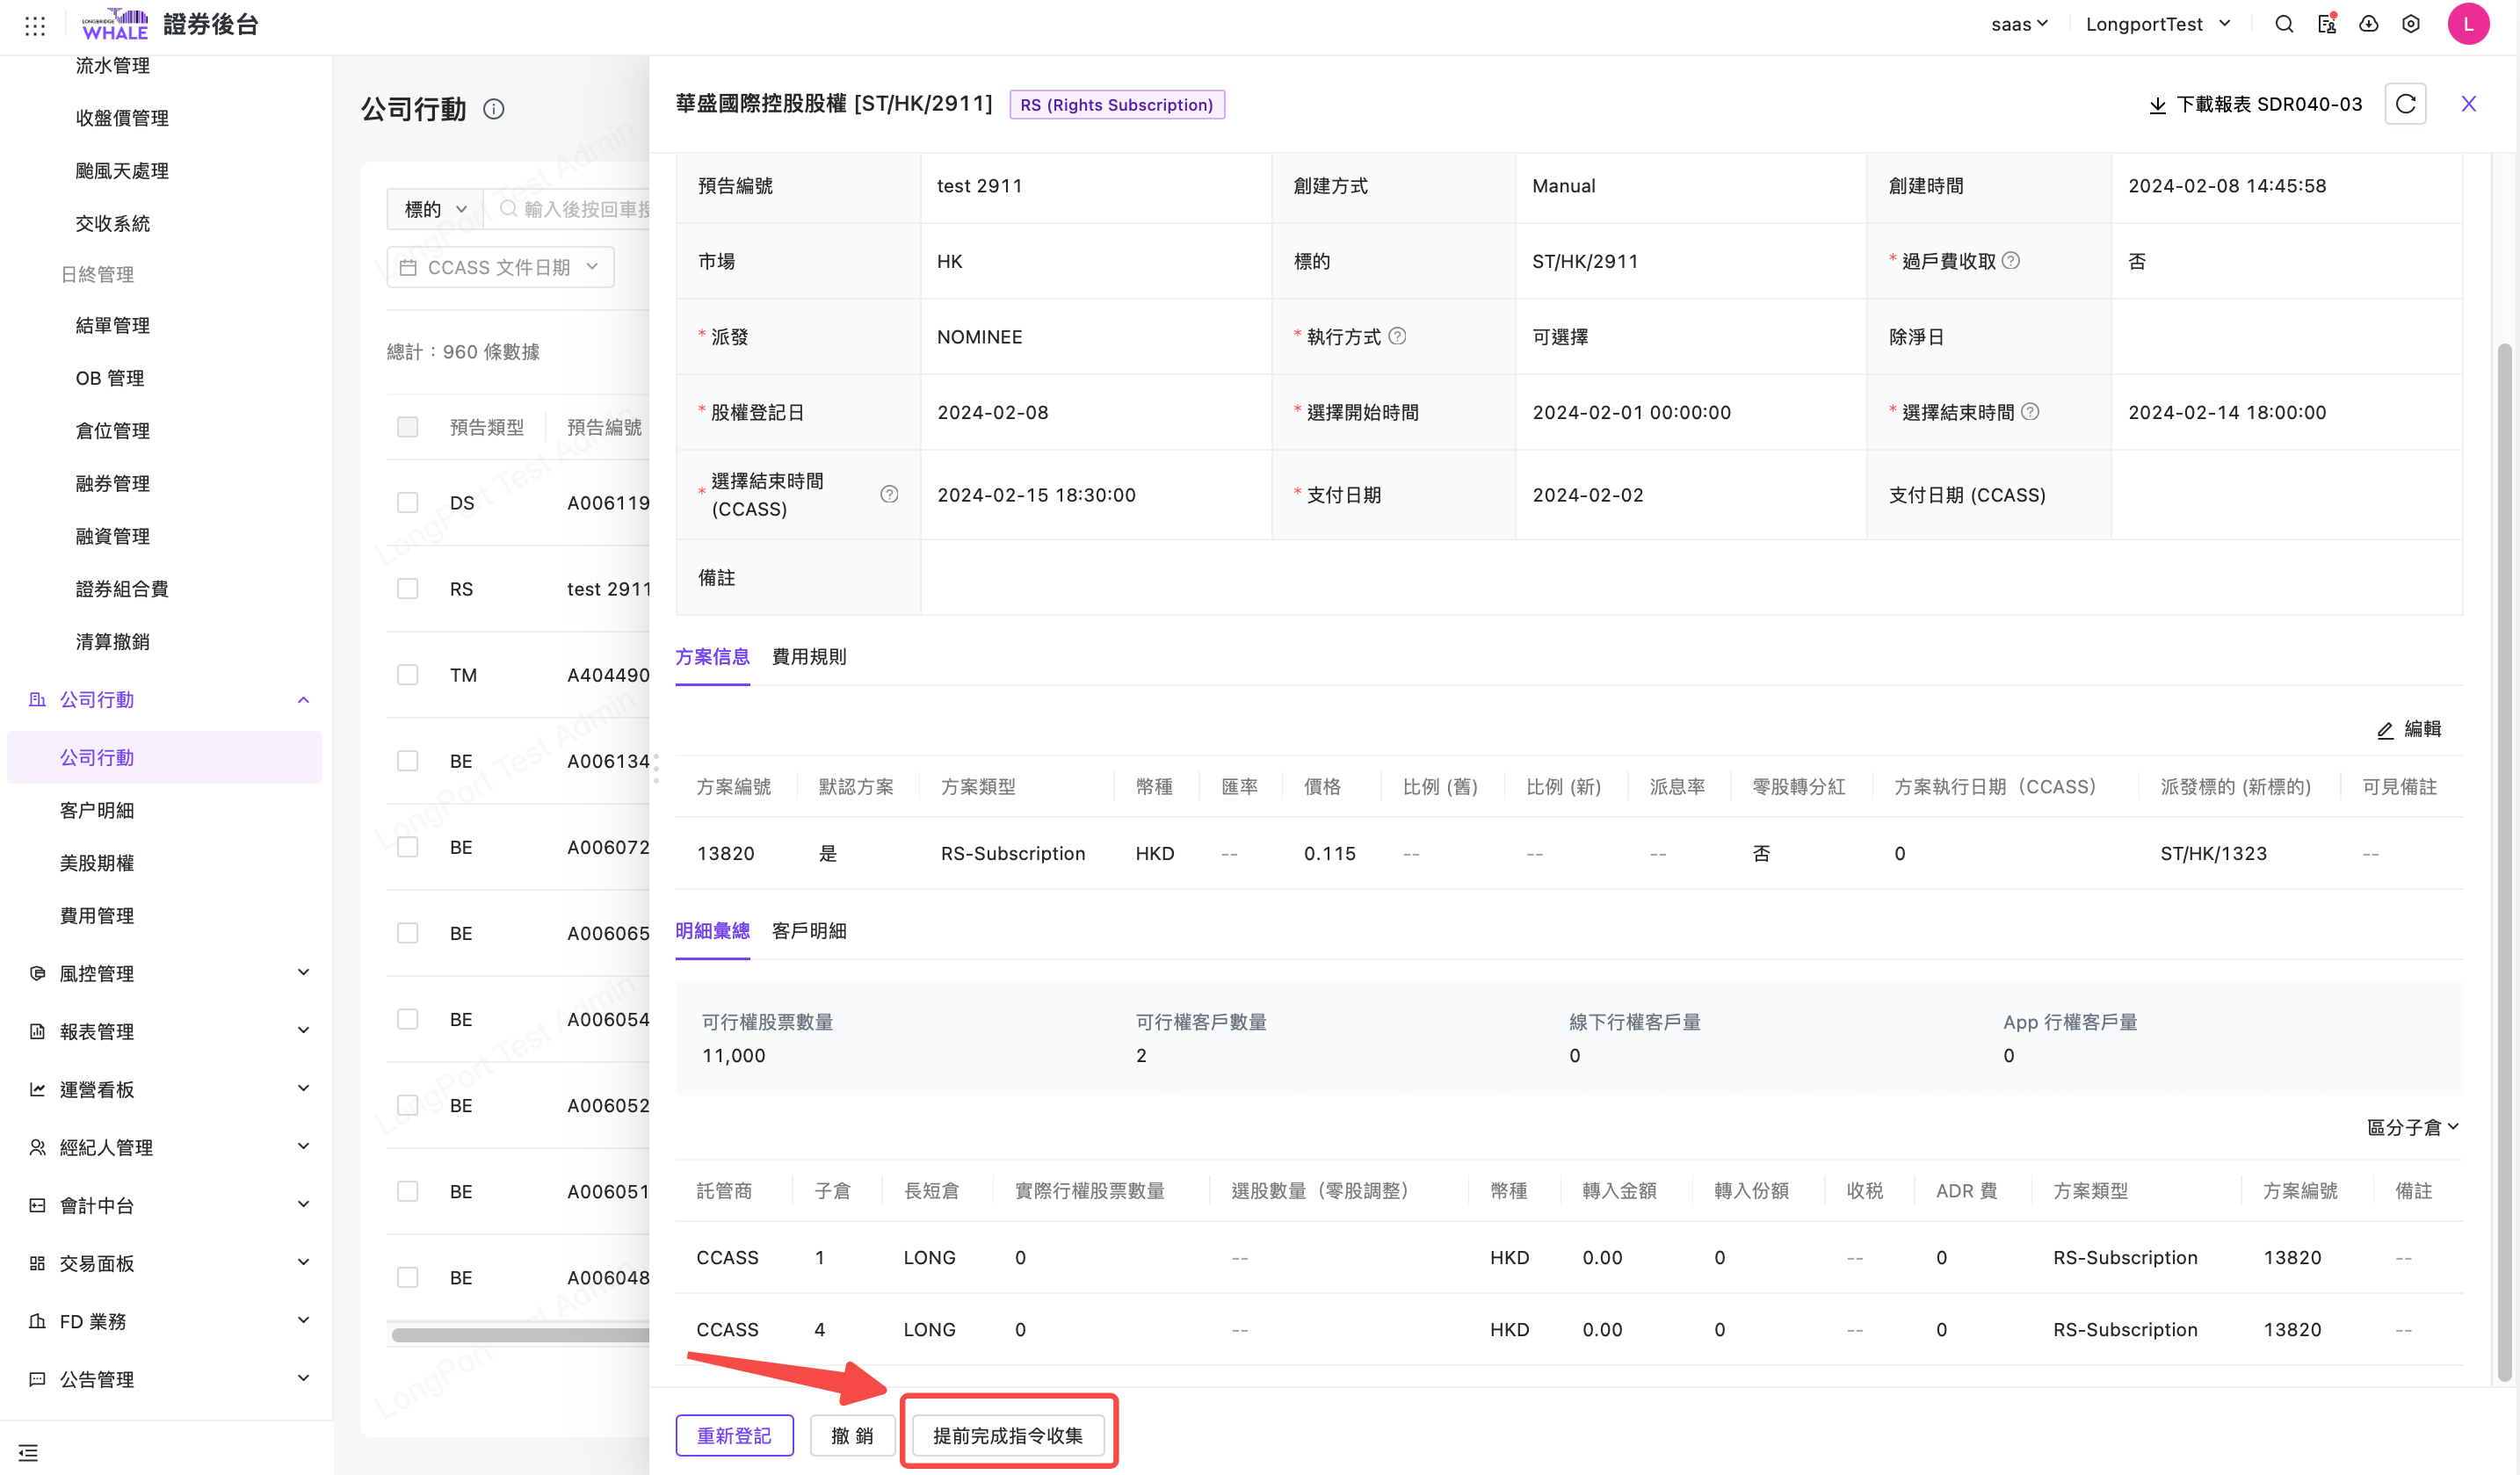 LONGBRIDGE
WHALE
證券後台
saas
LongportTest
L
流水管理
收盤價管理
颱風天處理
交收系統
日終管理
結單管理
OB 管理
倉位管理
融券管理
融資管理
證券組合費
清算撤銷
公司行動
公司行動
客户明細
美股期權
費用管理
風控管理
報表管理
運營看板
經紀人管理
會計中台
交易面板
FD 業務
公告管理
公司行動
標的
輸入後按回車搜
CCASS 文件日期
總計：960 條數據
預告類型 預告編號
DS A006119
RS test 2911
TM A404490
BE A006134
BE A006072
BE A006065
BE A006054
BE A006052
BE A006051
BE A006048
LongPort Test Admin
LongPort Test Admin
LongPort Test Admin
LongPort Test Admin
LongPort
華盛國際控股股權 [ST/HK/2911] RS (Rights Subscription)
下載報表 SDR040-03
預告編號 test 2911 創建方式 Manual 創建時間 2024-02-08 14:45:58
市場 HK 標的 ST/HK/2911 * 過戶費收取 否
* 派發 NOMINEE * 執行方式 可選擇 除淨日
* 股權登記日 2024-02-08 * 選擇開始時間 2024-02-01 00:00:00 * 選擇結束時間 2024-02-14 18:00:00
* 選擇結束時間 (CCASS) 2024-02-15 18:30:00 * 支付日期 2024-02-02 支付日期 (CCASS)
備註
方案信息 費用規則
編輯
方案編號 默認方案 方案類型 幣種 匯率 價格 比例 (舊) 比例 (新) 派息率 零股轉分紅 方案執行日期（CCASS） 派發標的 (新標的) 可見備註
13820 是 RS-Subscription HKD -- 0.115 -- -- -- 否 0 ST/HK/1323 --
明細彙總 客戶明細
可行權股票數量 可行權客戶數量 線下行權客戶量 App 行權客戶量
11,000 2 0 0
區分子倉
託管商 子倉 長短倉 實際行權股票數量 選股數量（零股調整） 幣種 轉入金額 轉入份額 收税 ADR 費 方案類型 方案編號 備註
CCASS 1 LONG 0 -- HKD 0.00 0 -- 0 RS-Subscription 13820 --
CCASS 4 LONG 0 -- HKD 0.00 0 -- 0 RS-Subscription 13820 --
重新登記 撤 銷 提前完成指令收集